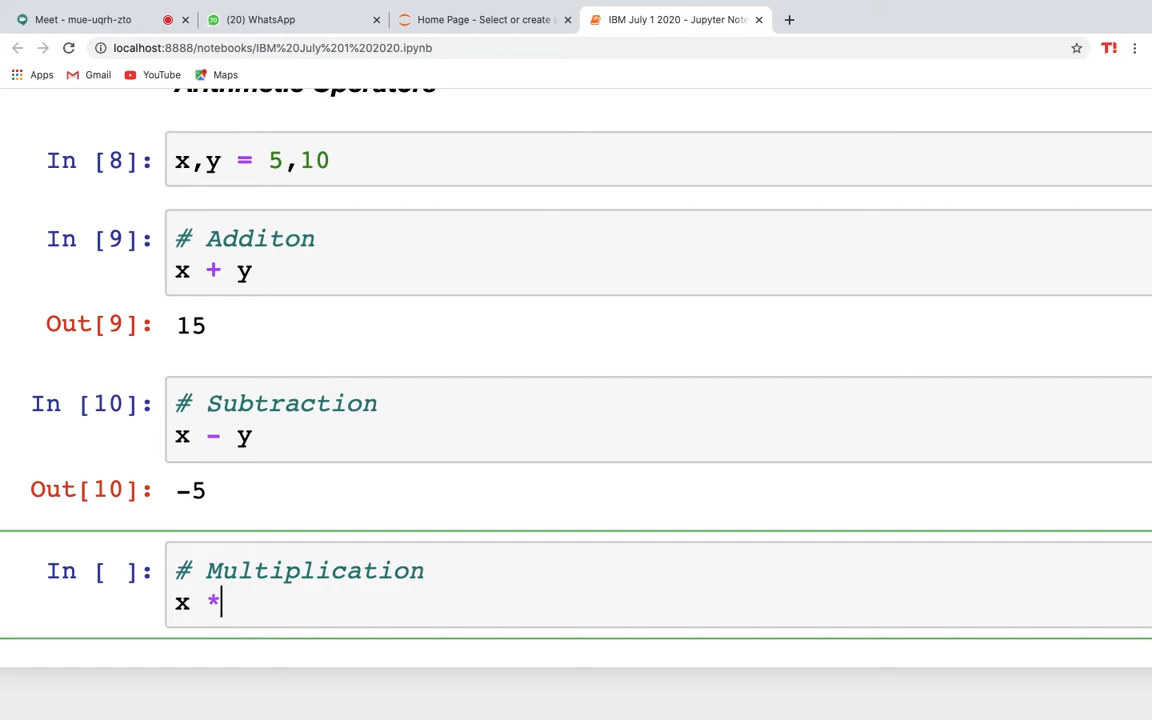 Meet - mue-uqrh-zto
(20) WhatsApp
Home Page - Select or create a
IBM July 1 2020 - Jupyter Note
localhost:8888/notebooks/IBM%20July%201%202020.ipynb
T!
Apps Gmail YouTube Maps
Arithmetic Operators
In [8]: x,y = 5,10
In [9]: # Additon
x + y
Out[9]: 15
In [10]: # Subtraction
x - y
Out[10]: -5
In [ ]: # Multiplication
x *